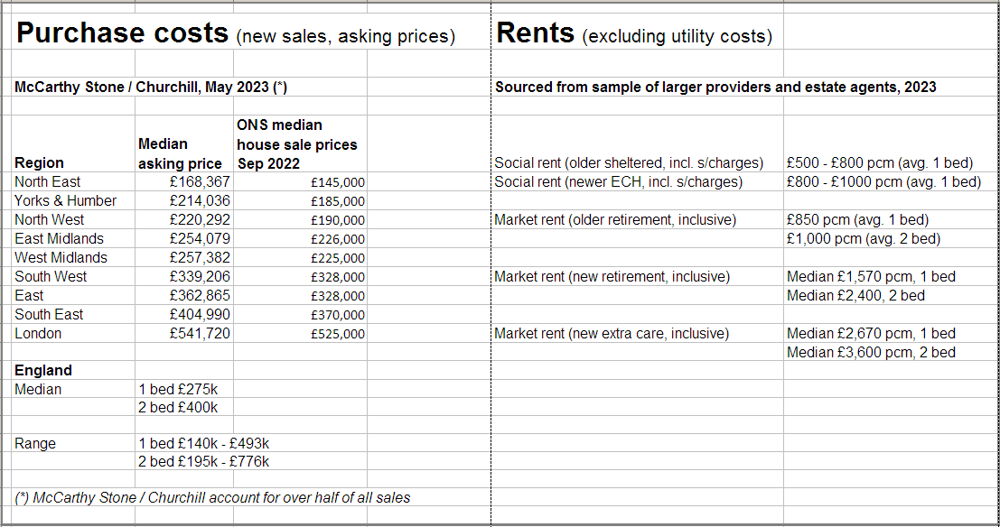 Purchase costs (new sales, asking prices)
McCarthy Stone / Churchill, May 2023 (*)
ONS median
Median house sale prices
Region asking price Sep 2022
North East £168,367 £145,000
Yorks & Humber £214,036 £185,000
North West £220,292 £190,000
East Midlands £254,079 £226,000
West Midlands £257,382 £225,000
South West £339,206 £328,000
East £362,865 £328,000
South East £404,990 £370,000
London £541,720 £525,000
England
Median 1 bed £275k
2 bed £400k
Range 1 bed £140k - £493k
2 bed £195k - £776k
(*) McCarthy Stone / Churchill account for over half of all sales
Rents (excluding utility costs)
Sourced from sample of larger providers and estate agents, 2023
Social rent (older sheltered, incl. s/charges) £500 - £800 pcm (avg. 1 bed)
Social rent (newer ECH, incl. s/charges) £800 - £1000 pcm (avg. 1 bed)
Market rent (older retirement, inclusive) £850 pcm (avg. 1 bed)
£1,000 pcm (avg. 2 bed)
Market rent (new retirement, inclusive) Median £1,570 pcm, 1 bed
Median £2,400, 2 bed
Market rent (new extra care, inclusive) Median £2,670 pcm, 1 bed
Median £3,600 pcm, 2 bed